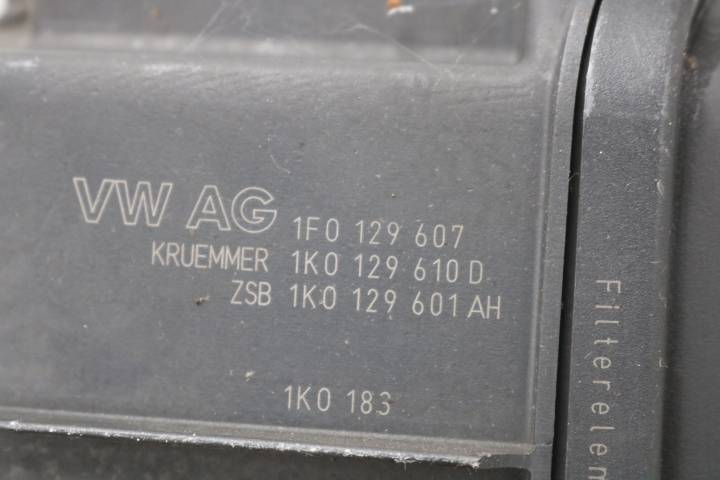 VW AG 1F0 129 607
KRUEMMER 1K0 129 610 D
ZSB 1K0 129 601 AH
1K0 183
Filterelem